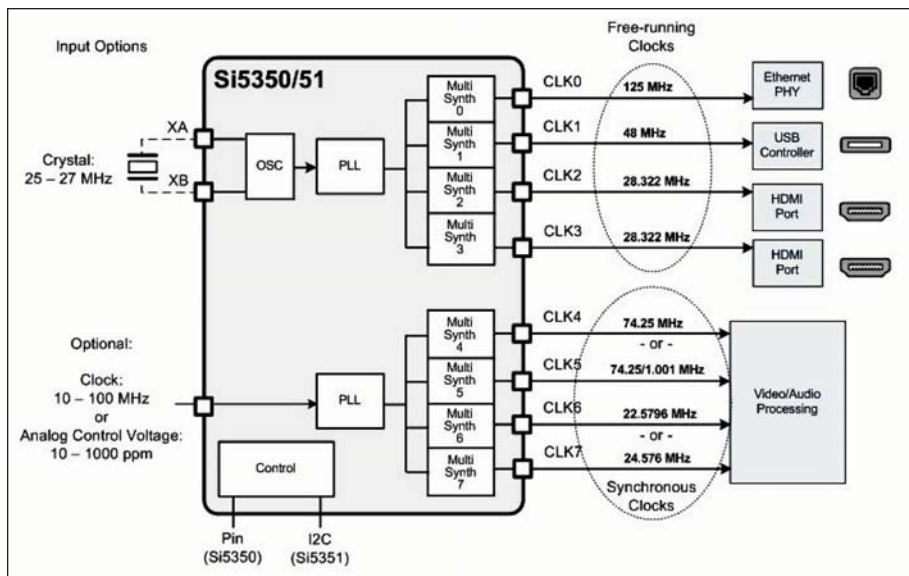 Input Options
Free-running
Clocks
Si5350/51
XA
Crystal:
25 – 27 MHz
XB
OSC
PLL
Multi
Synth
0
Multi
Synth
1
Multi
Synth
2
Multi
Synth
3
CLK0
125 MHz
Ethernet
PHY
CLK1
48 MHz
USB
Controller
CLK2
28.322 MHz
HDMI
Port
CLK3
28.322 MHz
HDMI
Port
Optional:
Clock:
10 – 100 MHz
or
Analog Control Voltage:
10 – 1000 ppm
PLL
Multi
Synth
4
Multi
Synth
5
Multi
Synth
6
Multi
Synth
7
CLK4
74.25 MHz
- or -
CLK5
74.25/1.001 MHz
CLK6
22.5796 MHz
- or -
CLK7
24.576 MHz
Synchronous
Clocks
Video/Audio
Processing
Control
Pin
(Si5350)
I2C
(Si5351)